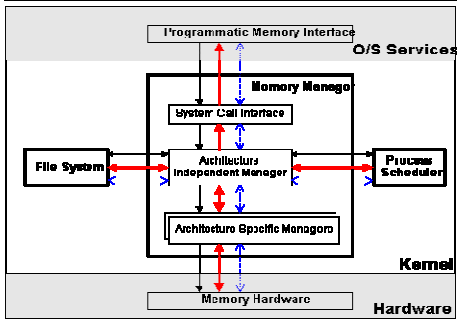 Programmatic Memory Interface
O/S Services
Memory Manager
System Call Interface
File System
Architecture
Independent Manager
Process
Scheduler
Architecture Specific Managers
Kernel
Memory Hardware
Hardware